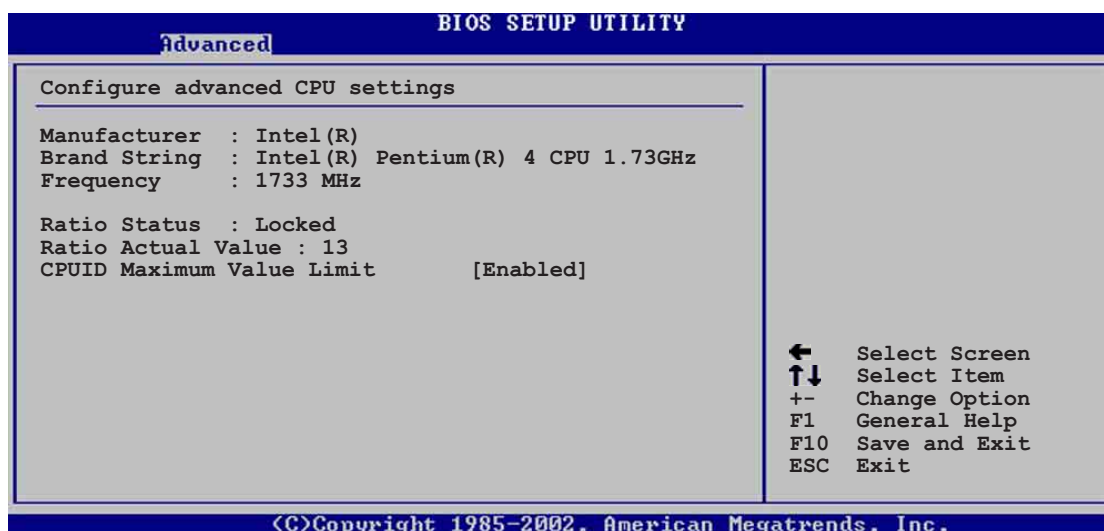 BIOS SETUP UTILITY
Advanced
Configure advanced CPU settings
Manufacturer : Intel(R)
Brand String : Intel(R) Pentium(R) 4 CPU 1.73GHz
Frequency : 1733 MHz
Ratio Status : Locked
Ratio Actual Value : 13
CPUID Maximum Value Limit [Enabled]
← Select Screen
↑↓ Select Item
+- Change Option
F1 General Help
F10 Save and Exit
ESC Exit
(C)Copyright 1985-2002, American Megatrends, Inc.